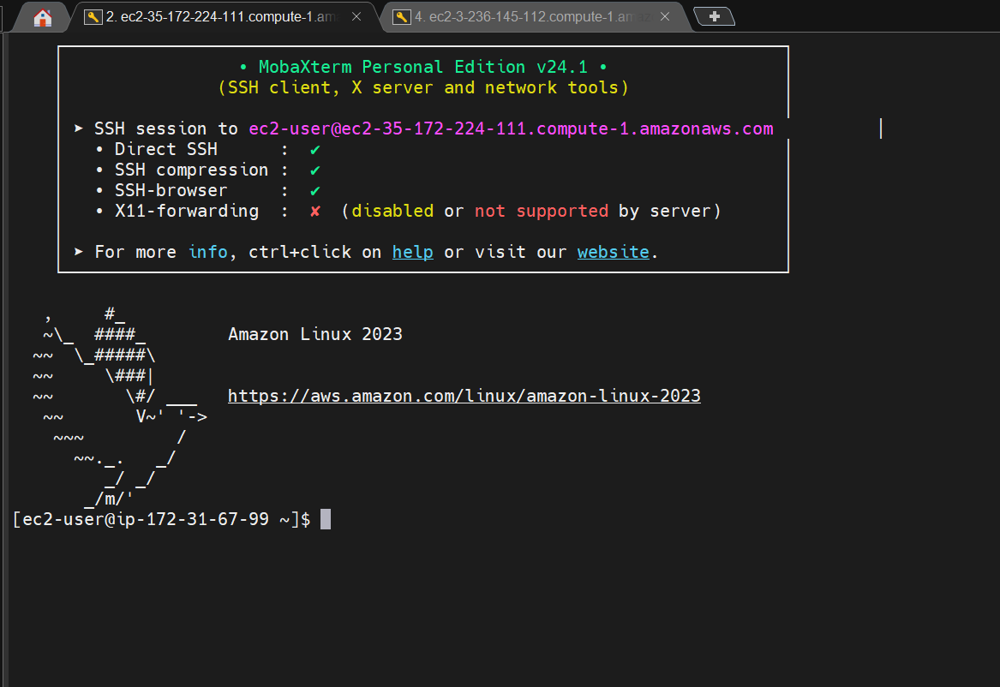 2. ec2-35-172-224-111.compute-1.am
4. ec2-3-236-145-112.compute-1.amazo
• MobaXterm Personal Edition v24.1 •
(SSH client, X server and network tools)
➤ SSH session to ec2-user@ec2-35-172-224-111.compute-1.amazonaws.com
• Direct SSH : ✔
• SSH compression : ✔
• SSH-browser : ✔
• X11-forwarding : ✘ (disabled or not supported by server)
➤ For more info, ctrl+click on help or visit our website.
   ,     #_
   ~\_  ####_        Amazon Linux 2023
  ~~  \_#####\
  ~~     \###|
  ~~       \#/ ___   https://aws.amazon.com/linux/amazon-linux-2023
   ~~       V~' '->
    ~~~         /
      ~~._.   _/
         _/ _/
       _/m/'
[ec2-user@ip-172-31-67-99 ~]$